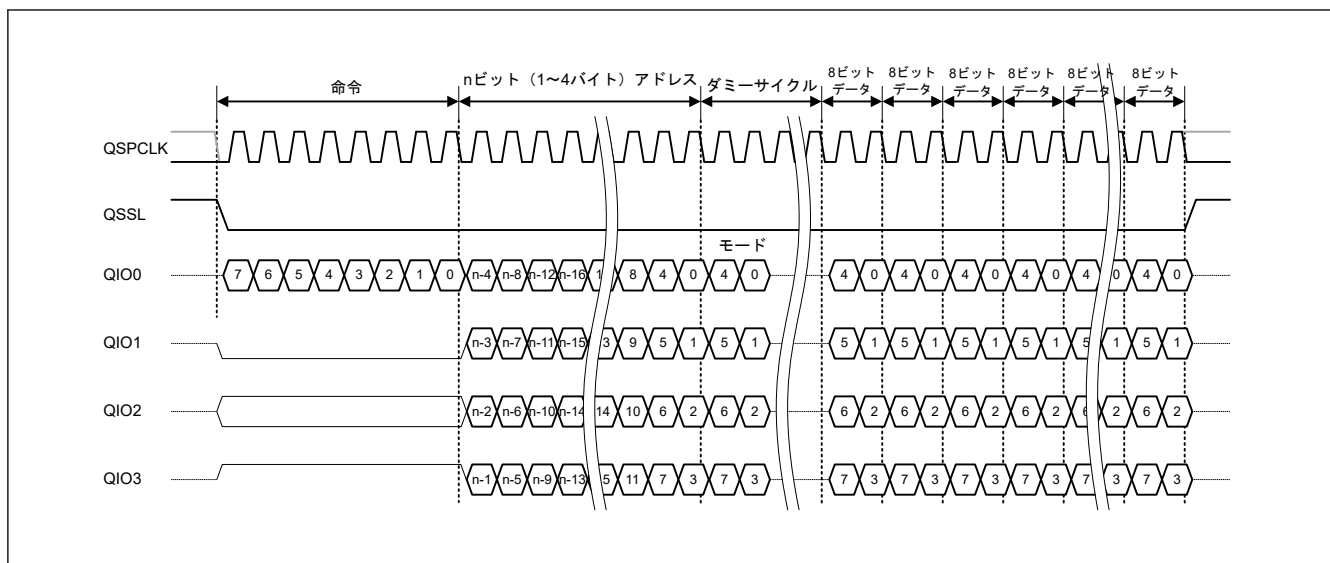 命令
nビット（1～4バイト）アドレス
ダミーサイクル
8ビット データ 8ビット データ 8ビット データ 8ビット データ 8ビット データ 8ビット データ
QSPCLK
QSSL
モード
QIO0 7 6 5 4 3 2 1 0 n-4 n-8 n-12 n-16 8 4 0 4 0 4 0 4 0 4 0 4 0 4 0 4 0
QIO1 n-3 n-7 n-11 n-15 9 5 1 5 1 5 1 5 1 5 1 5 1 5 1 5 1
QIO2 n-2 n-6 n-10 n-14 14 10 6 2 6 2 6 2 6 2 6 2 6 2 6 2 6 2
QIO3 n-1 n-5 n-9 n-13 11 7 3 7 3 7 3 7 3 7 3 7 3 7 3 7 3